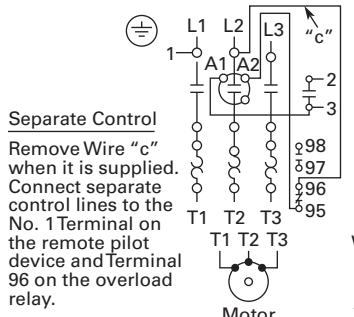 L1 L2 L3 "c"
1
A1 A2
2
3
Separate Control
Remove Wire "c"
when it is supplied.
Connect separate
control lines to the
No. 1 Terminal on
the remote pilot
device and Terminal
96 on the overload
relay.
98
97
96
95
T1 T2 T3
T1 T2 T3
Motor